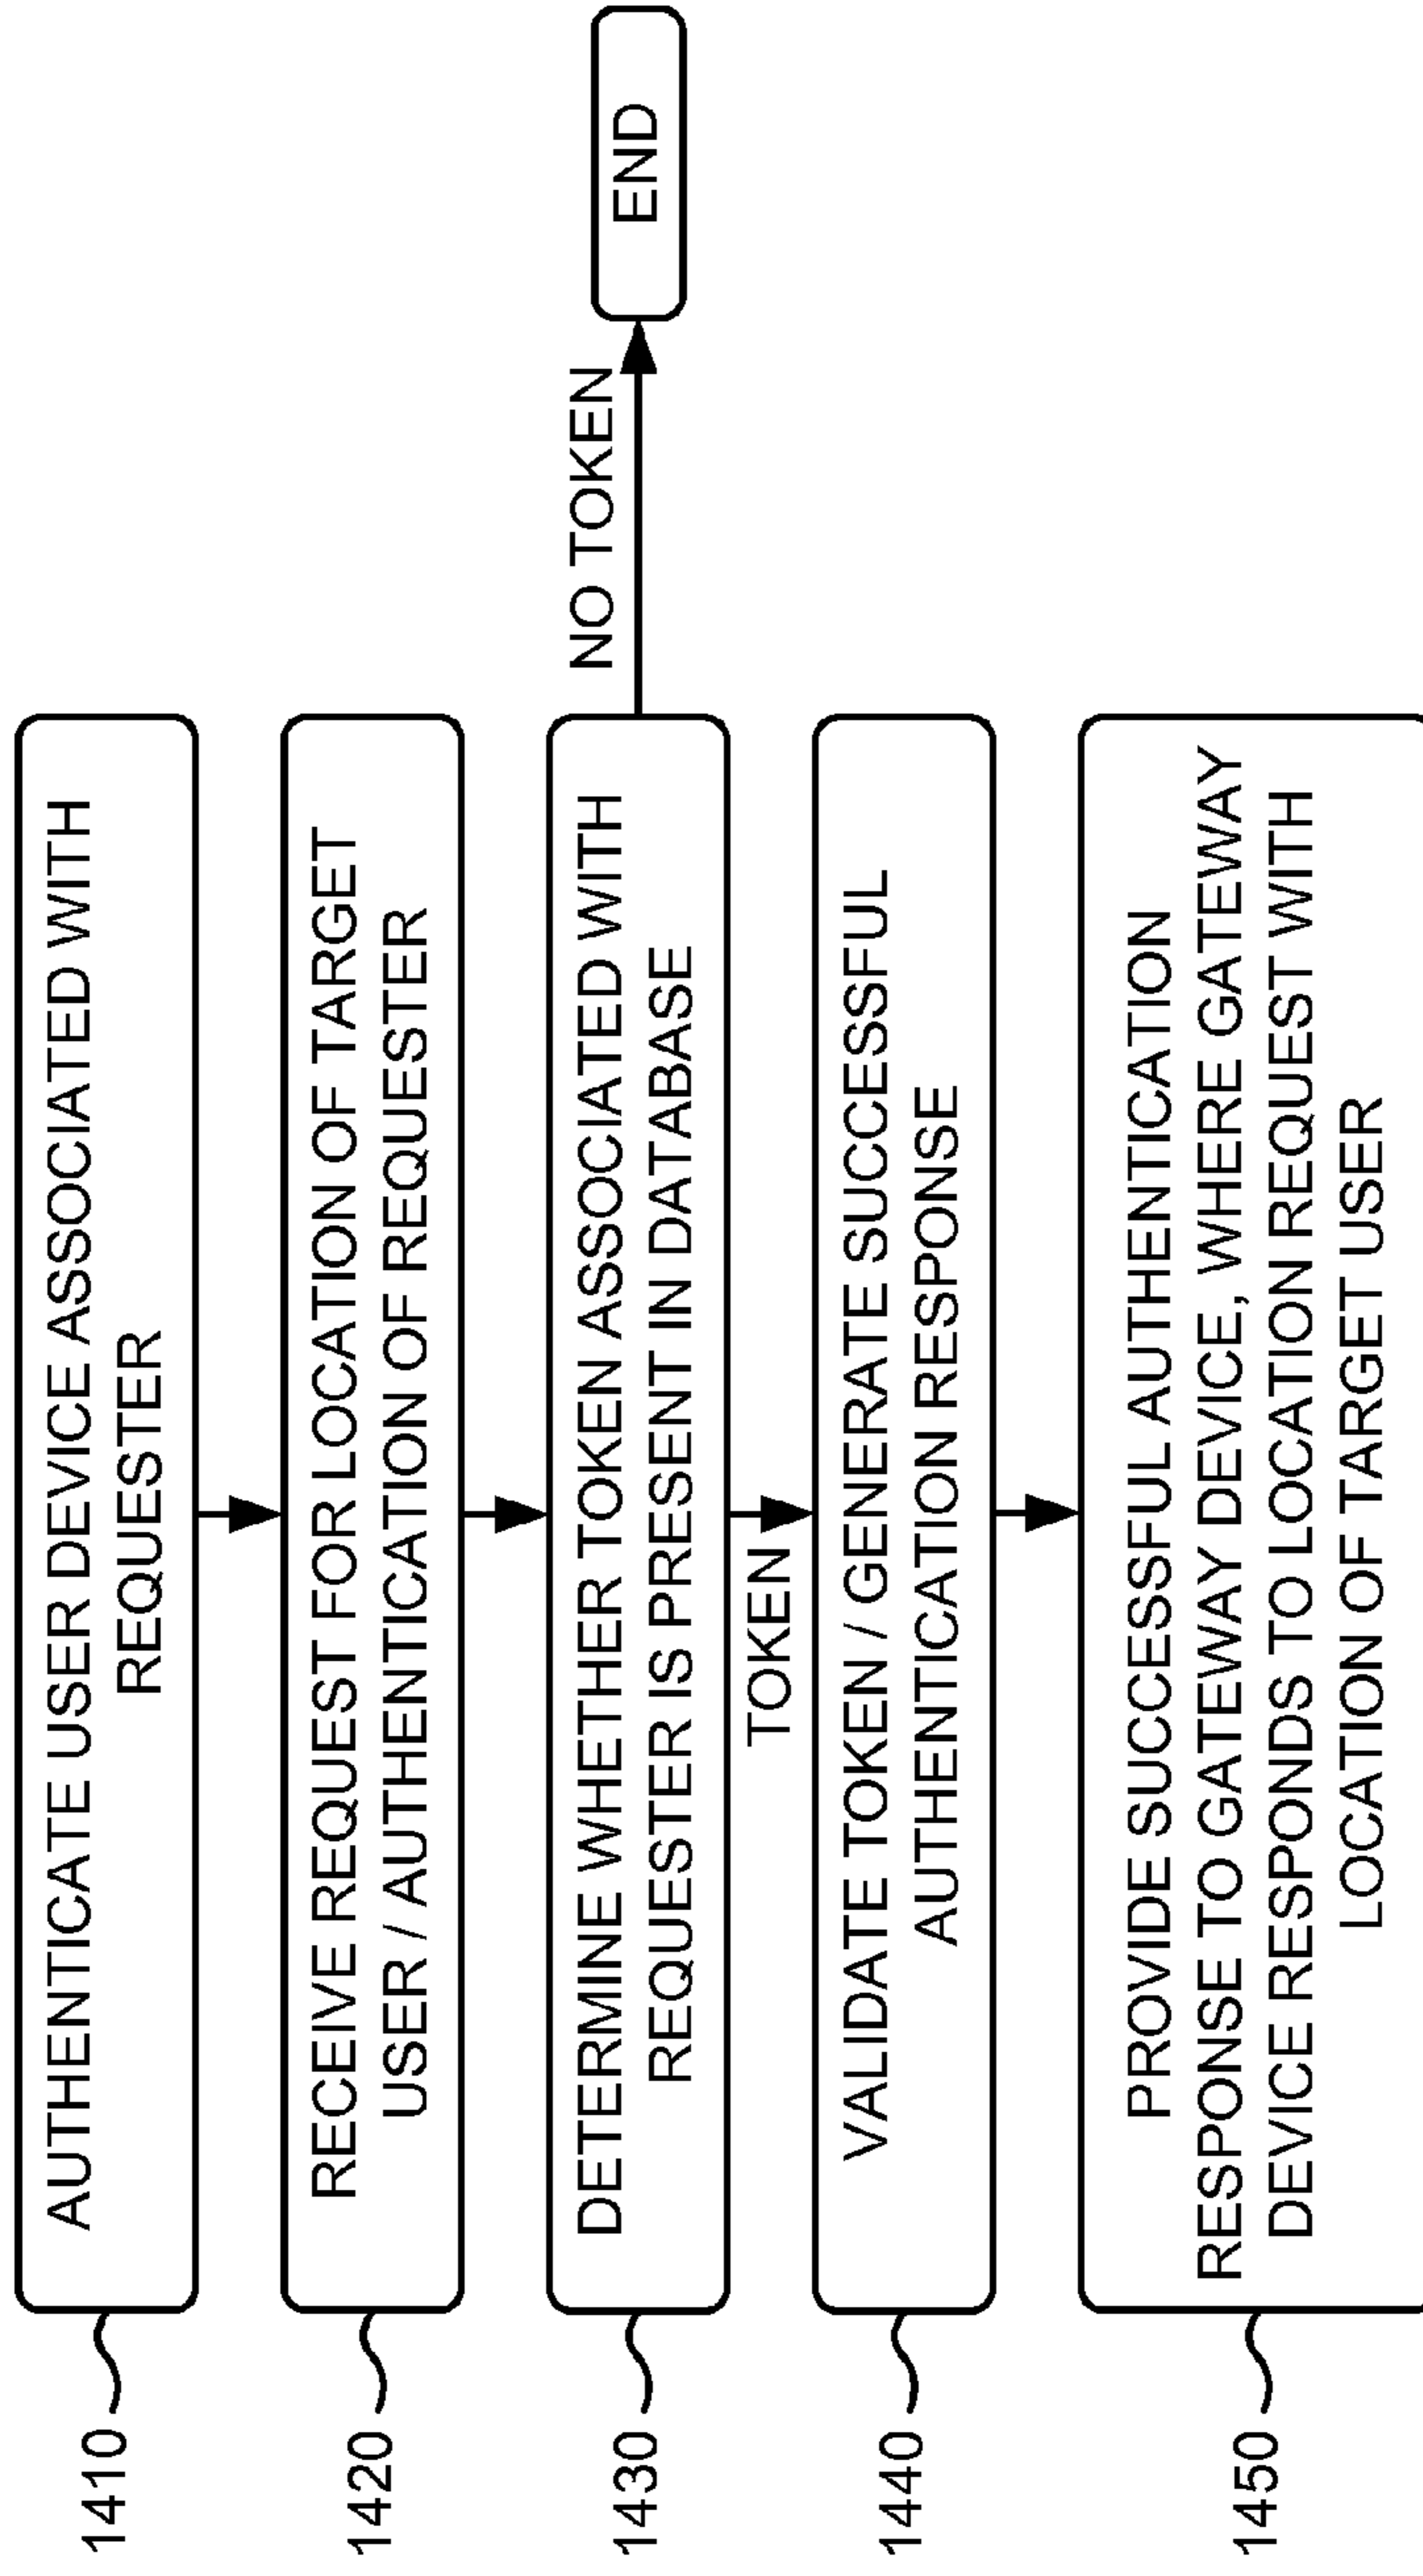 1410
AUTHENTICATE USER DEVICE ASSOCIATED WITH
REQUESTER
1420
RECEIVE REQUEST FOR LOCATION OF TARGET
USER / AUTHENTICATION OF REQUESTER
1430
DETERMINE WHETHER TOKEN ASSOCIATED WITH
REQUESTER IS PRESENT IN DATABASE
NO TOKEN
END
TOKEN
1440
VALIDATE TOKEN / GENERATE SUCCESSFUL
AUTHENTICATION RESPONSE
1450
PROVIDE SUCCESSFUL AUTHENTICATION
RESPONSE TO GATEWAY DEVICE, WHERE GATEWAY
DEVICE RESPONDS TO LOCATION REQUEST WITH
LOCATION OF TARGET USER